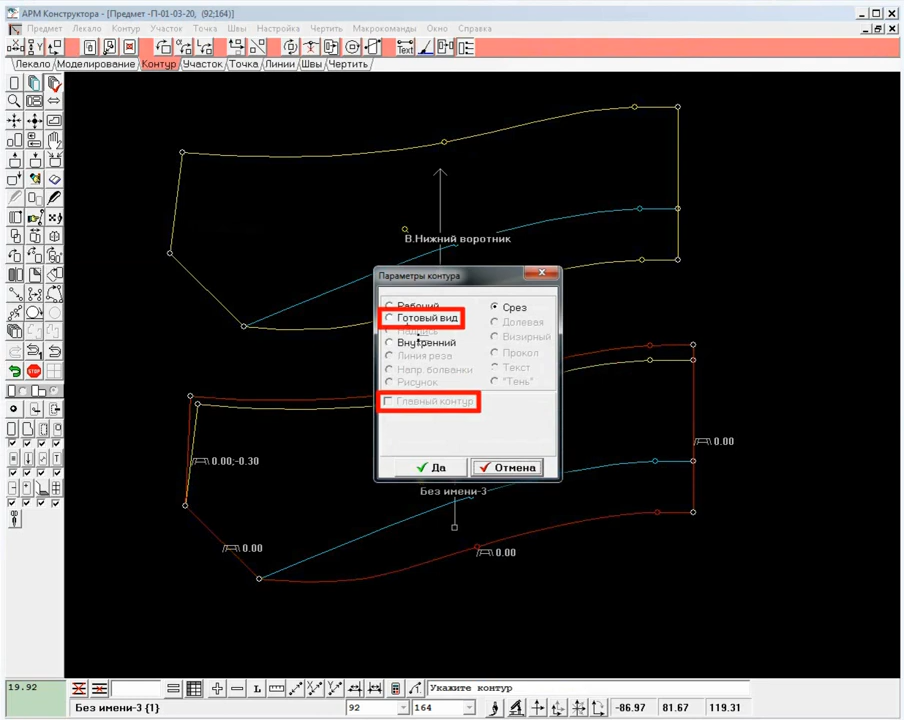 АРМ Конструктора - [Предмет -П-01-03-20, (92;164)]
Предмет Лекало Контур Участок Точка Швы Настройка Чертить Макрокоманды Окно Справка
Text
Лекало Моделирование Контур Участок Точка Линии Швы Чертить
STOP
В.Нижний воротник
Параметры контура
Рабочий
Готовый вид
Надпись
Внутренний
Линия реза
Напр. болванки
Рисунок
Срез
Долевая
Визирный
Прокол
Текст
"Тень"
Главный контур
Да
Отмена
0.00;-0.30
0.00
0.00
0.00
Без имени-3
19.92
Укажите контур
Без имени-3 {1}
92
164
-86.97
81.67
119.31